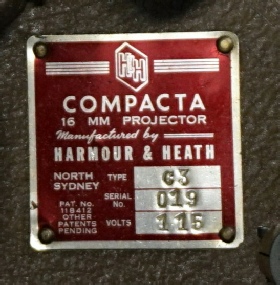 HH
COMPACTA
16 MM PROJECTOR
Manufactured by
HARMOUR & HEATH
NORTH SYDNEY
TYPE C3
SERIAL No. 019
VOLTS 115
PAT. No. 118412
OTHER PATENTS PENDING